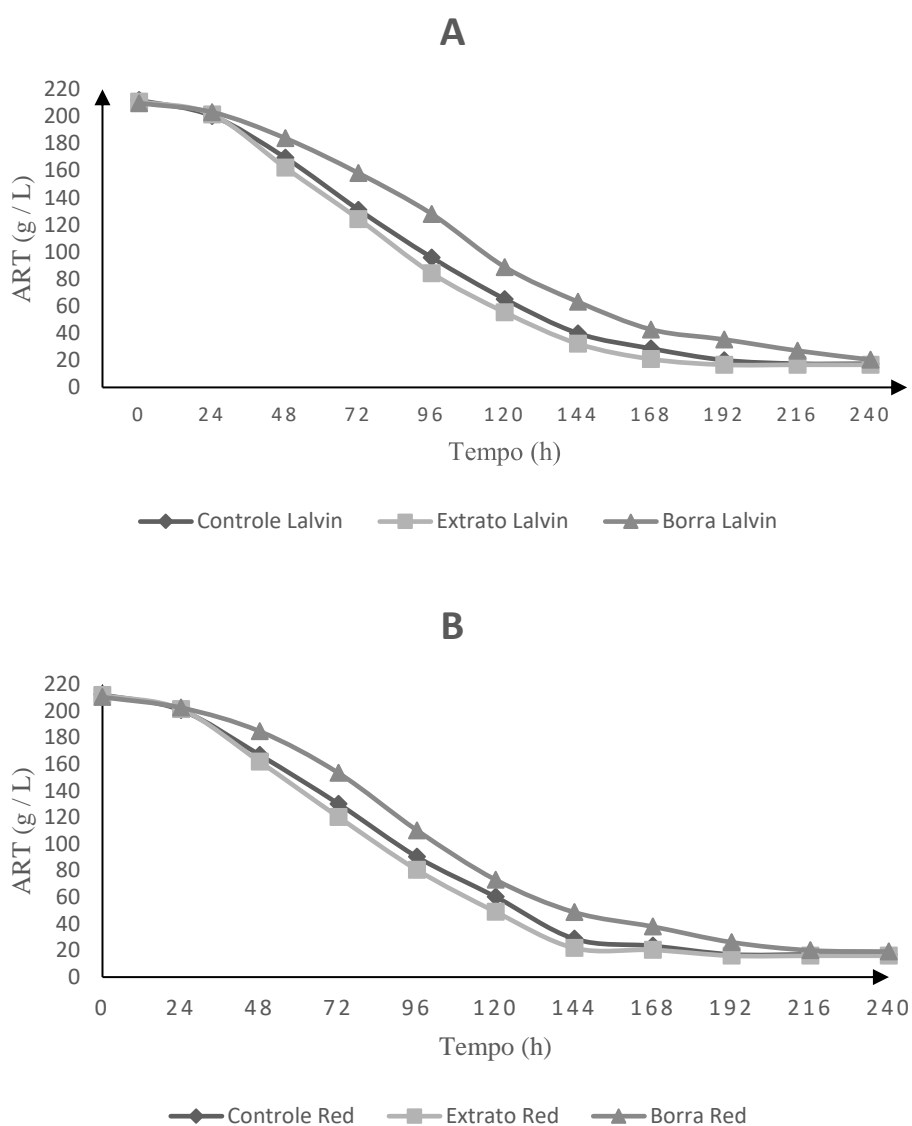 A
220
200
180
160
140
120
100
80
60
40
20
0
ART (g / L)
0 24 48 72 96 120 144 168 192 216 240
Tempo (h)
Controle Lalvin Extrato Lalvin Borra Lalvin
B
220
200
180
160
140
120
100
80
60
40
20
0
ART (g / L)
0 24 48 72 96 120 144 168 192 216 240
Tempo (h)
Controle Red Extrato Red Borra Red